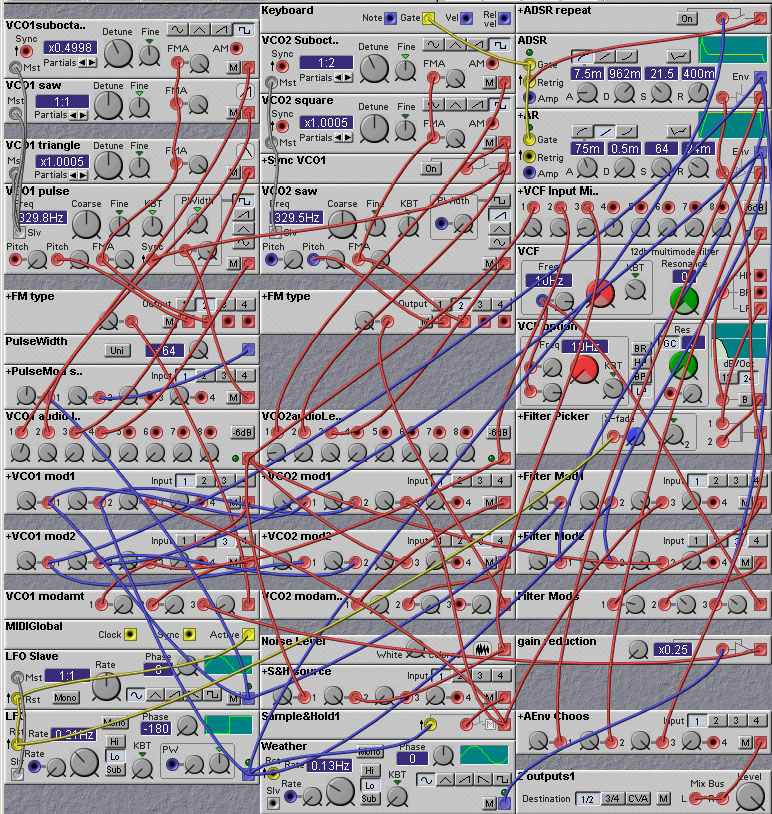 VCO1subocta..
Sync
x0.4998
Mst
Partials
Detune
Fine
FMA
AM
M
VCO1 saw
1:1
Mst
Partials
Detune
Fine
FMA
M
VCO1 triangle
x1.0005
Mst
Partials
Detune
Fine
FMA
M
VCO1 pulse
Freq
329.8Hz
Slv
Coarse
Fine
KBT
PWidth
Pitch
Pitch
FMA
Sync
M
+FM type
Output
1 2 3 4
M
PulseWidth
Uni
64
+PulseMod s..
Input
1 2 3 4
M
VCO1 audio l..
1 2 3 4 5 6 7 8
-6dB
+VCO1 mod1
Input
1 2 3 4
M
+VCO1 mod2
Input
3 4
M
VCO1 modamt
1 2 3
MIDIGlobal
Clock
Sync
Active
LFO Slave
Mst
1:1
Rate
Phase
Rst
Mono
Rate
0.21Hz
Mono
Phase
-180
Hi
Lo
Sub
KBT
PW
Keyboard
Note
Gate
Vel
Rel vel
VCO2 Suboct..
Sync
1:2
Mst
Partials
Detune
Fine
FMA
AM
M
VCO2 square
Sync
x1.0005
Mst
Partials
Detune
Fine
FMA
AM
M
+Sync VCO1
On
VCO2 saw
Freq
329.5Hz
Slv
Coarse
Fine
KBT
PWidth
Pitch
Pitch
FMA
M
+FM type
Output
1 2 3 4
M
VCO2audioLe..
1 2 3 4 5 6 7 8
-6dB
+VCO2 mod1
Input
1 2 3 4
M
+VCO2 mod2
Input
1 2 3 4
M
VCO2 modam..
1 2 3
Noise Level
White
+S&H source
Input
1 2 3 4
M
Sample&Hold1
M
Weather
Mono
Phase
0
Rst
0.13Hz
Rate
Slv
Hi
Lo
Sub
KBT
M
+ADSR repeat
On
ADSR
Gate
Retrig
Amp
7.5m 962m 21.5 400m
A D S R
Env
M
+AR
Gate
Retrig
Amp
75m 0.5m 64
A D S R
Env
M
+VCF Input Mi..
1 2 3 4 5 6 7 8
-6dB
VCF
12db multimode filter
Freq
10Hz
KBT
Resonance
0
HP
BP
LP
Freq
10Hz
KBT
BR
HP
BP
Res
dB/Oct
12 24
B
+Filter Picker
X-fade
1
2
+Filter Mod1
Input
1 2 3 4
M
+Filter Mod2
Input
1 2 3 4
M
Filter Mods
1 2 3
gain reduction
x0.25
+AEnv Choos
Input
1 2 3 4
M
2 outputs1
Destination
1/2 3/4 CVA
M
Mix Bus
L R
Level